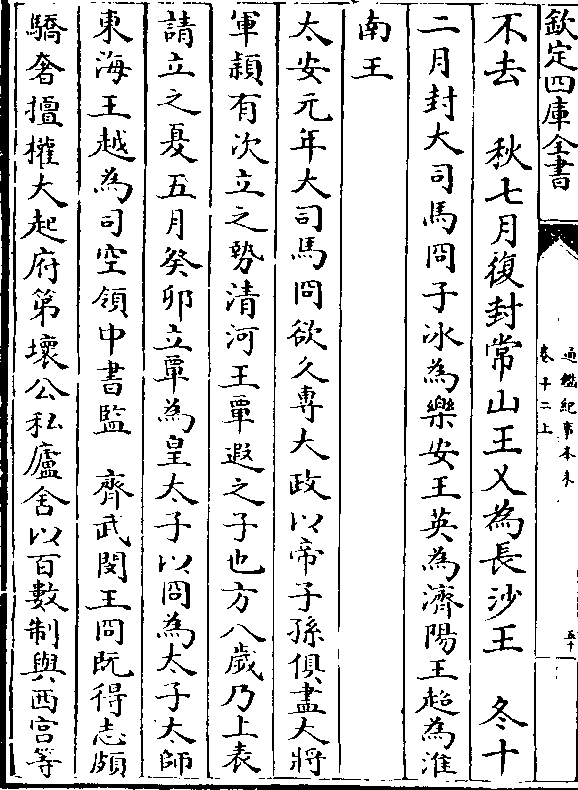 欽定四庫全書
通鑑紀事本末
卷十二上
五十
不去　秋七月復封常山王乂為長沙王　冬十
二月封大司馬冏子冰為樂安王英為濟陽王超為淮
南王
太安元年大司馬冏欲久專大政以帝子孫俱盡大將
軍穎有次立之勢清河王覃遐之子也方八歲乃上表
請立之夏五月癸卯立覃為皇太子以冏為太子太師
東海王越為司空領中書監　齊武閔王冏既得志頗
驕奢擅權大起府第壞公私廬舍以百數制與西宫等